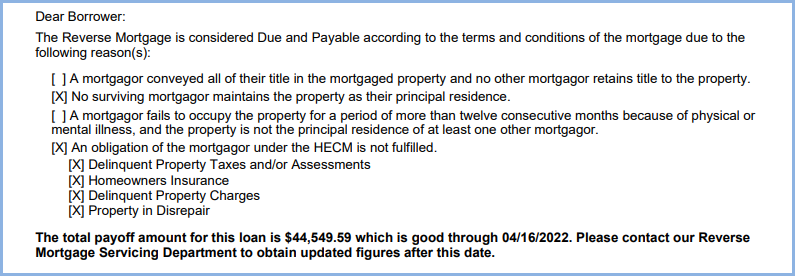 Dear Borrower:
The Reverse Mortgage is considered Due and Payable according to the terms and conditions of the mortgage due to the
following reason(s):
[ ] A mortgagor conveyed all of their title in the mortgaged property and no other mortgagor retains title to the property.
[X] No surviving mortgagor maintains the property as their principal residence.
[ ] A mortgagor fails to occupy the property for a period of more than twelve consecutive months because of physical or
mental illness, and the property is not the principal residence of at least one other mortgagor.
[X] An obligation of the mortgagor under the HECM is not fulfilled.
[X] Delinquent Property Taxes and/or Assessments
[X] Homeowners Insurance
[X] Delinquent Property Charges
[X] Property in Disrepair
The total payoff amount for this loan is $44,549.59 which is good through 04/16/2022. Please contact our Reverse
Mortgage Servicing Department to obtain updated figures after this date.